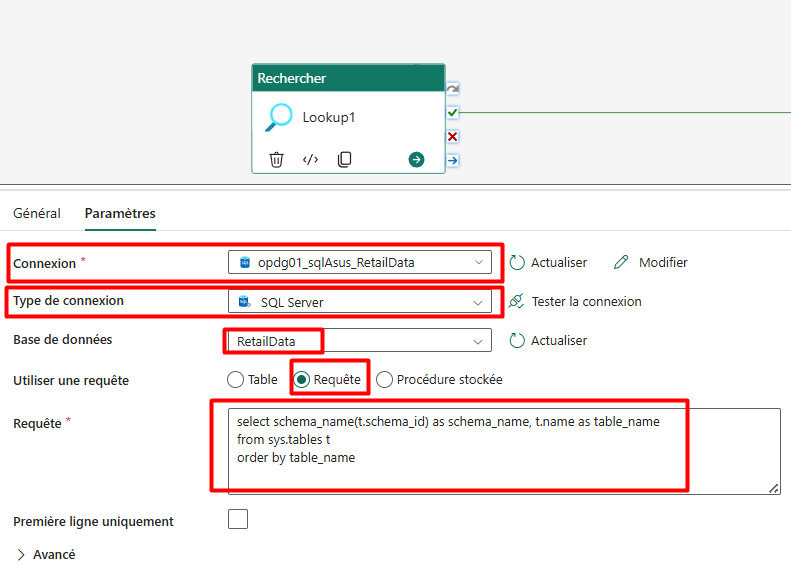 Rechercher
Lookup1
Général Paramètres
Connexion * opdg01_sqlAsus_RetailData Actualiser Modifier
Type de connexion SQL Server Tester la connexion
Base de données RetailData Actualiser
Utiliser une requête Table Requête Procédure stockée
Requête * select schema_name(t.schema_id) as schema_name, t.name as table_name
from sys.tables t
order by table_name
Première ligne uniquement
Avancé